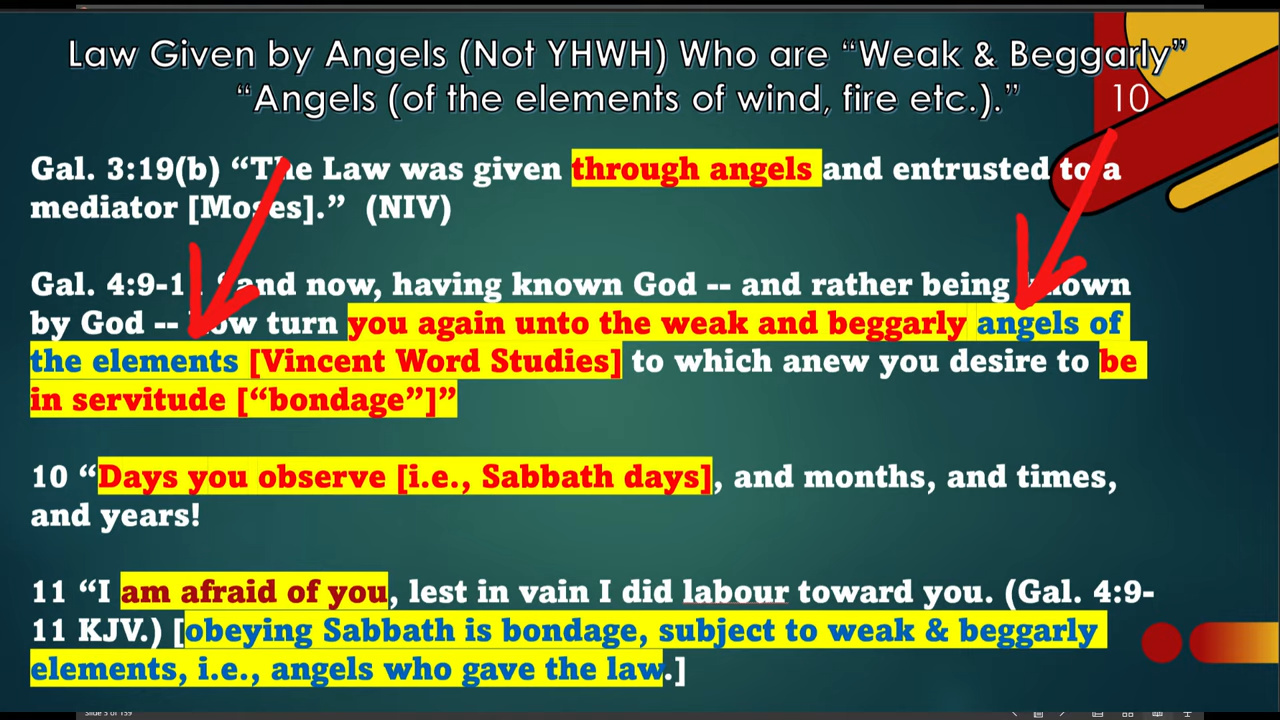 Law Given by Angels (Not YHWH) Who are “Weak & Beggarly”
“Angels (of the elements of wind, fire etc.).”
10
Gal. 3:19(b) “The Law was given through angels and entrusted to a
mediator [Moses].” (NIV)
Gal. 4:9-1 “and now, having known God -- and rather being known
by God -- how turn you again unto the weak and beggarly angels of
the elements [Vincent Word Studies] to which anew you desire to be
in servitude [“bondage”]”
10 “Days you observe [i.e., Sabbath days], and months, and times,
and years!
11 “I am afraid of you, lest in vain I did labour toward you. (Gal. 4:9-
11 KJV.) [obeying Sabbath is bondage, subject to weak & beggarly
elements, i.e., angels who gave the law.]
Slide 5 of 159